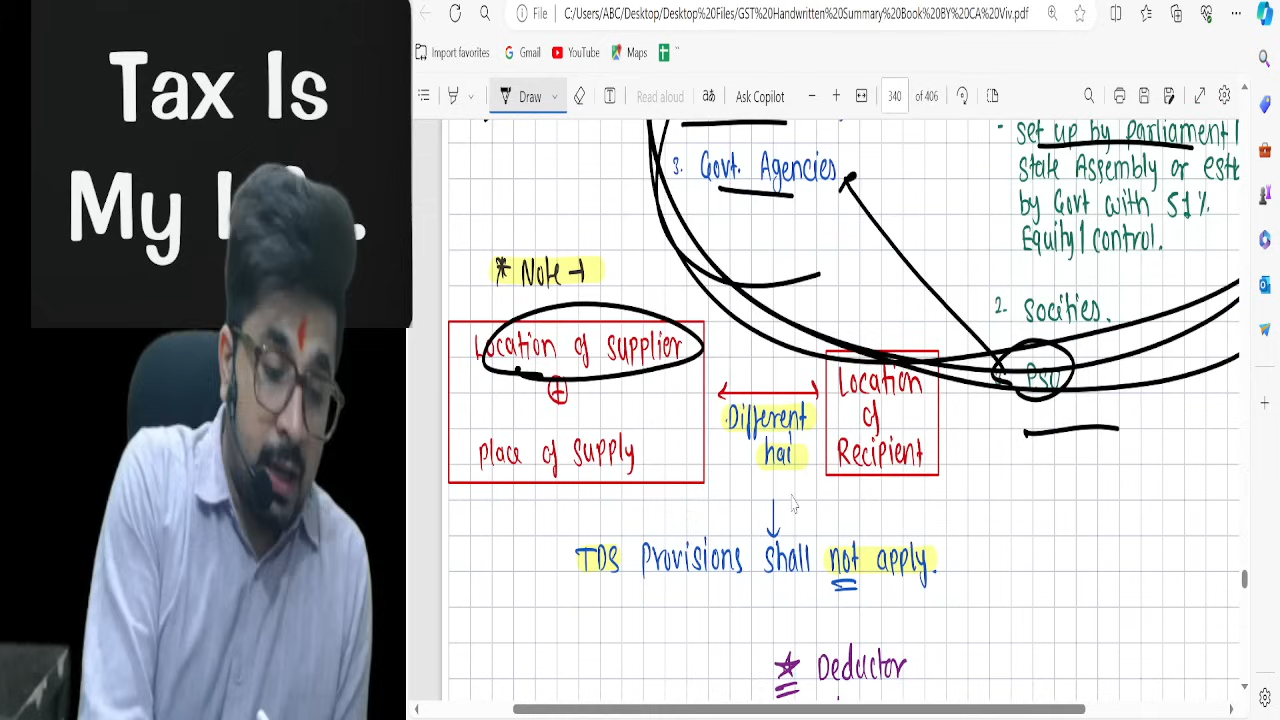 Tax Is
My
File
C:/Users/ABC/Desktop/Desktop%20Files/GST%20Handwritten%20Summary%20Book%20BY%20CA%20Viv.pdf
Import favorites
Gmail
YouTube
Maps
Draw
Read aloud
Ask Copilot
340 of 406
3. Govt. Agencies
- set up by Parliament/
State Assembly or
by Govt with 51%
Equity/control.
2. Socities.
PSU
* Note →
Location of supplier
+
Place of supply
Different
hai
Location
of
Recipient
TDS Provisions shall not apply.
Deductor